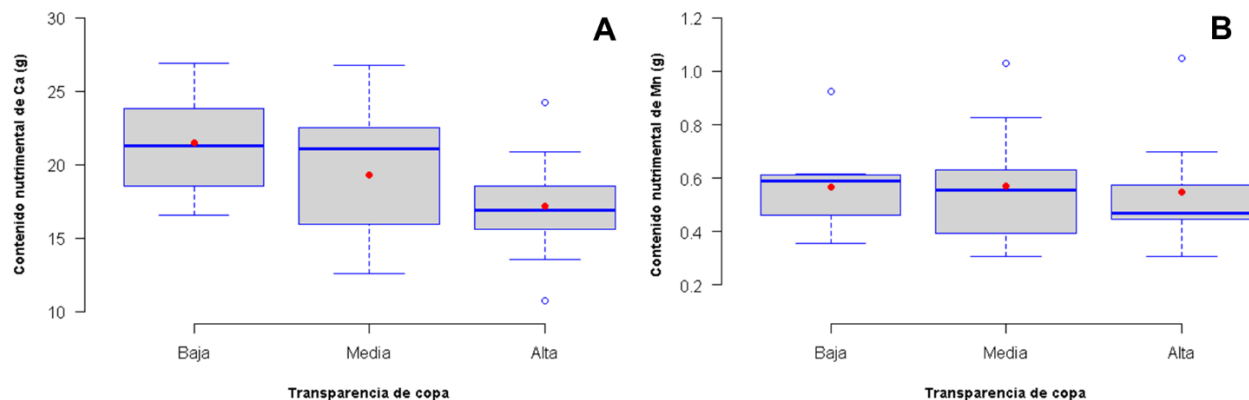 A
Contenido nutrimental de Ca (g)
30
25
20
15
10
Baja Media Alta
Transparencia de copa
B
Contenido nutrimental de Mn (g)
1.2
1.0
0.8
0.6
0.4
0.2
Baja Media Alta
Transparencia de copa